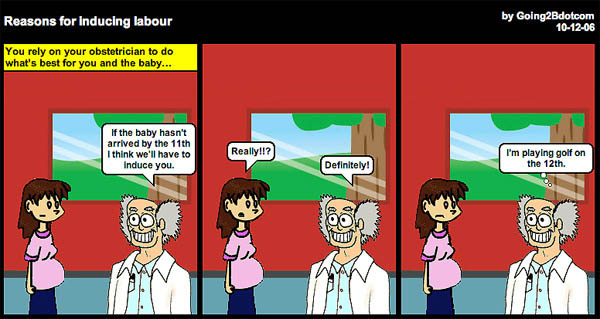 Reasons for inducing labour
by Going2Bdotcom
10-12-06
You rely on your obstetrician to do
what's best for you and the baby...
If the baby hasn't
arrived by the 11th
I think we'll have to
induce you.
Really!!?
Definitely!
I'm playing golf on
the 12th.